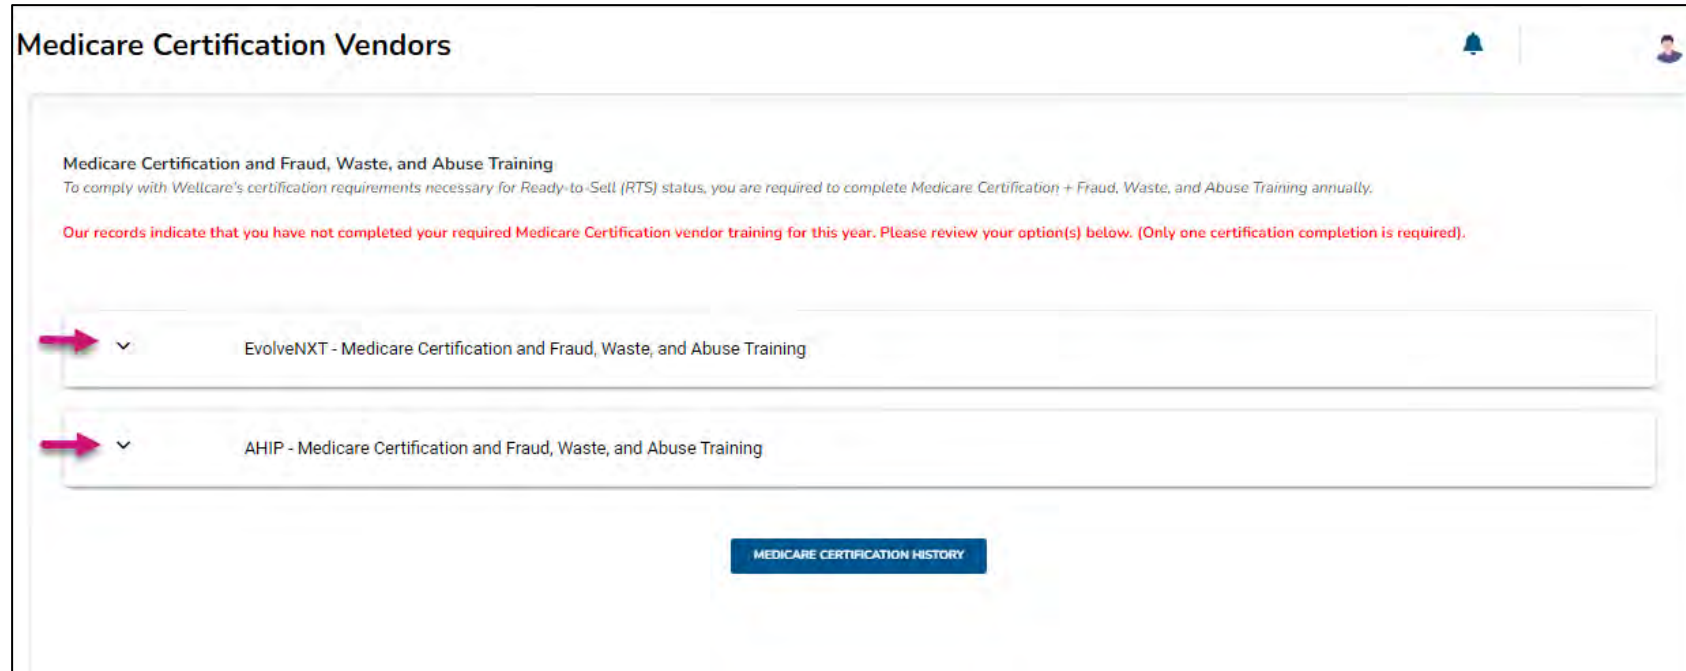 Medicare Certification Vendors
Medicare Certification and Fraud, Waste, and Abuse Training
To comply with Wellcare's certification requirements necessary for Ready-to-Sell (RTS) status, you are required to complete Medicare Certification + Fraud, Waste, and Abuse Training annually.
Our records indicate that you have not completed your required Medicare Certification vendor training for this year. Please review your option(s) below. (Only one certification completion is required).
EvolveNXT - Medicare Certification and Fraud, Waste, and Abuse Training
AHIP - Medicare Certification and Fraud, Waste, and Abuse Training
MEDICARE CERTIFICATION HISTORY